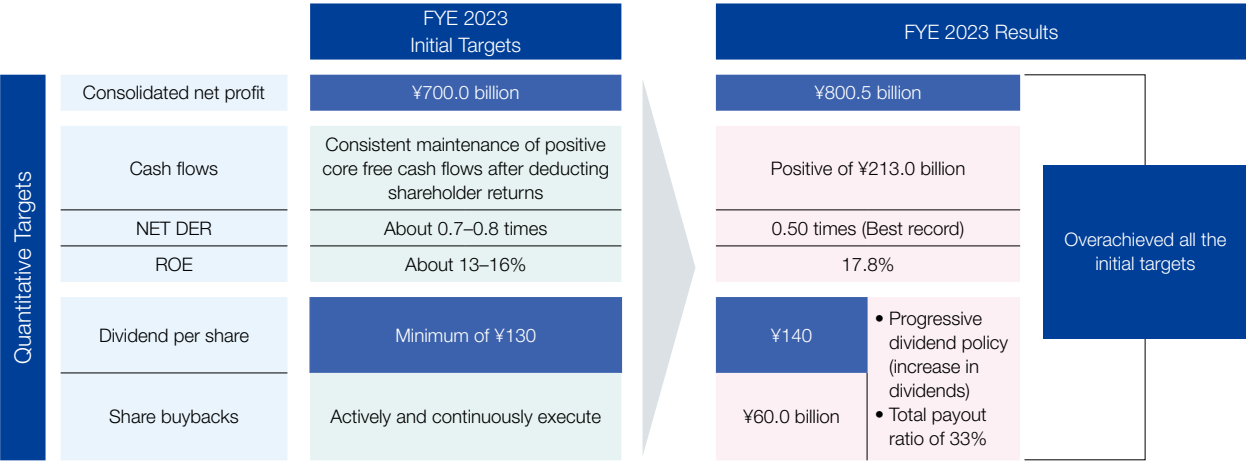 FYE 2023
Initial Targets
FYE 2023 Results
Quantitative Targets
Consolidated net profit
¥700.0 billion
¥800.5 billion
Cash flows
Consistent maintenance of positive
core free cash flows after deducting
shareholder returns
Positive of ¥213.0 billion
NET DER
About 0.7–0.8 times
0.50 times (Best record)
ROE
About 13–16%
17.8%
Dividend per share
Minimum of ¥130
¥140
Share buybacks
Actively and continuously execute
¥60.0 billion
• Progressive
dividend policy
(increase in
dividends)
• Total payout
ratio of 33%
Overachieved all the
initial targets